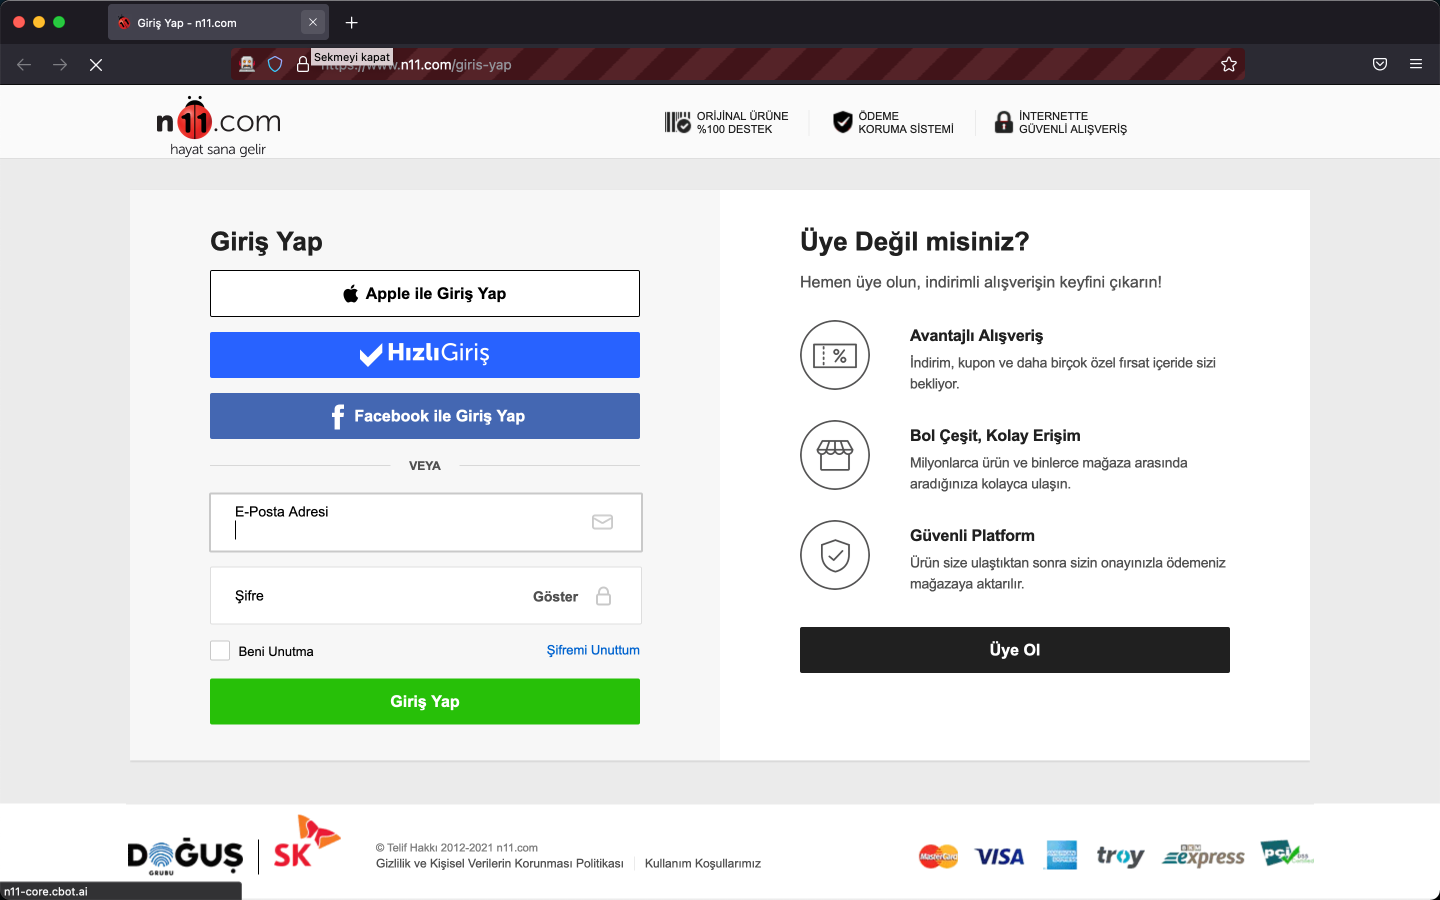 Giriş Yap - n11.com
Sekmeyi kapat
https://www.n11.com/giris-yap
n11.com
hayat sana gelir
ORİJİNAL ÜRÜNE
%100 DESTEK
ÖDEME
KORUMA SİSTEMİ
İNTERNETTE
GÜVENLİ ALIŞVERİŞ
Giriş Yap
Apple ile Giriş Yap
HızlıGiriş
Facebook ile Giriş Yap
VEYA
E-Posta Adresi
Şifre
Göster
Beni Unutma
Şifremi Unuttum
Giriş Yap
Üye Değil misiniz?
Hemen üye olun, indirimli alışverişin keyfini çıkarın!
%
Avantajlı Alışveriş
İndirim, kupon ve daha birçok özel fırsat içeride sizi
bekliyor.
Bol Çeşit, Kolay Erişim
Milyonlarca ürün ve binlerce mağaza arasında
aradığınıza kolayca ulaşın.
Güvenli Platform
Ürün size ulaştıktan sonra sizin onayınızla ödemeniz
mağazaya aktarılır.
Üye Ol
DOĞUŞ
GRUBU
SK
© Telif Hakkı 2012-2021 n11.com
Gizlilik ve Kişisel Verilerin Korunması Politikası
Kullanım Koşullarımız
MasterCard
VISA
AMERICAN EXPRESS
troy
BKM express
pci DSS
n11-core.cbot.ai